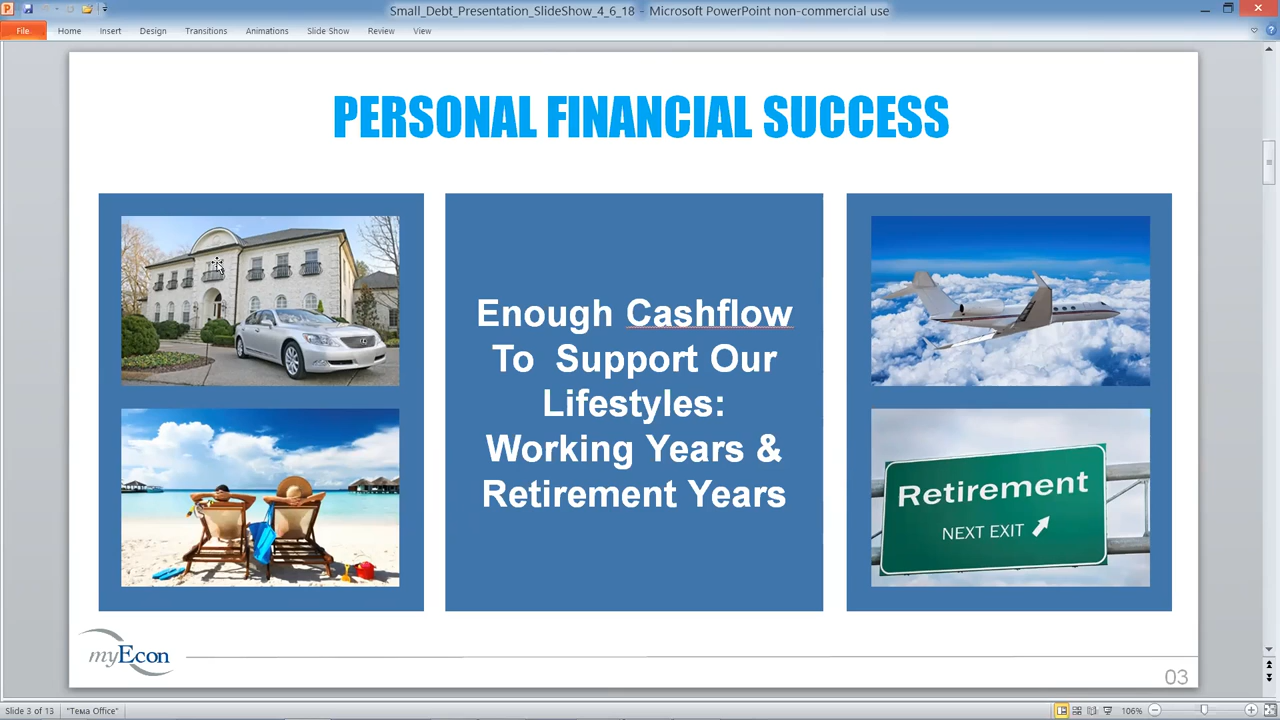 Small_Debt_Presentation_SlideShow_4_6_18 - Microsoft PowerPoint non-commercial use
File Home Insert Design Transitions Animations Slide Show Review View
PERSONAL FINANCIAL SUCCESS
Enough Cashflow
To Support Our
Lifestyles:
Working Years &
Retirement Years
Retirement
NEXT EXIT
myEcon
03
Slide 3 of 13 "Тема Office" 106%